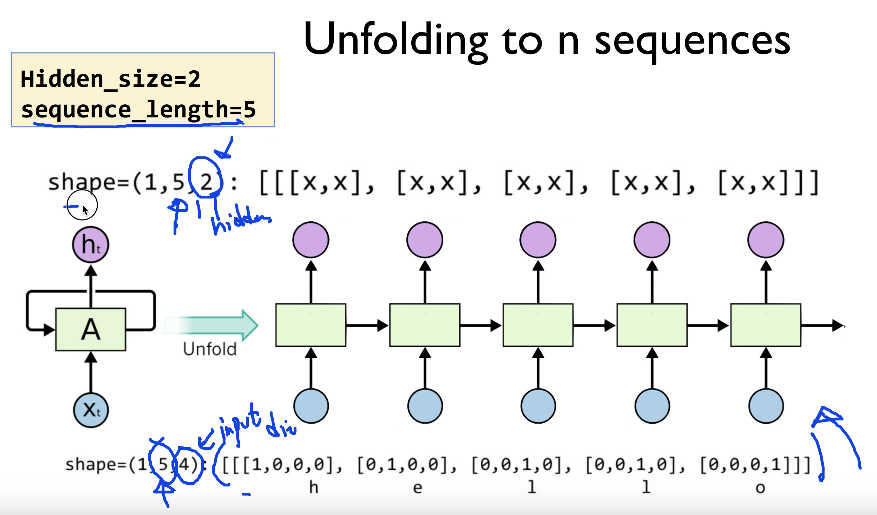 Unfolding to n sequences
Hidden_size=2
sequence_length=5
shape=(1,5,2): [[[x,x], [x,x], [x,x], [x,x], [x,x]]]
hidden
ht
A
Unfold
xt
input dim
shape=(1,5,4): [[[1,0,0,0], [0,1,0,0], [0,0,1,0], [0,0,1,0], [0,0,0,1]]]
h e l l o